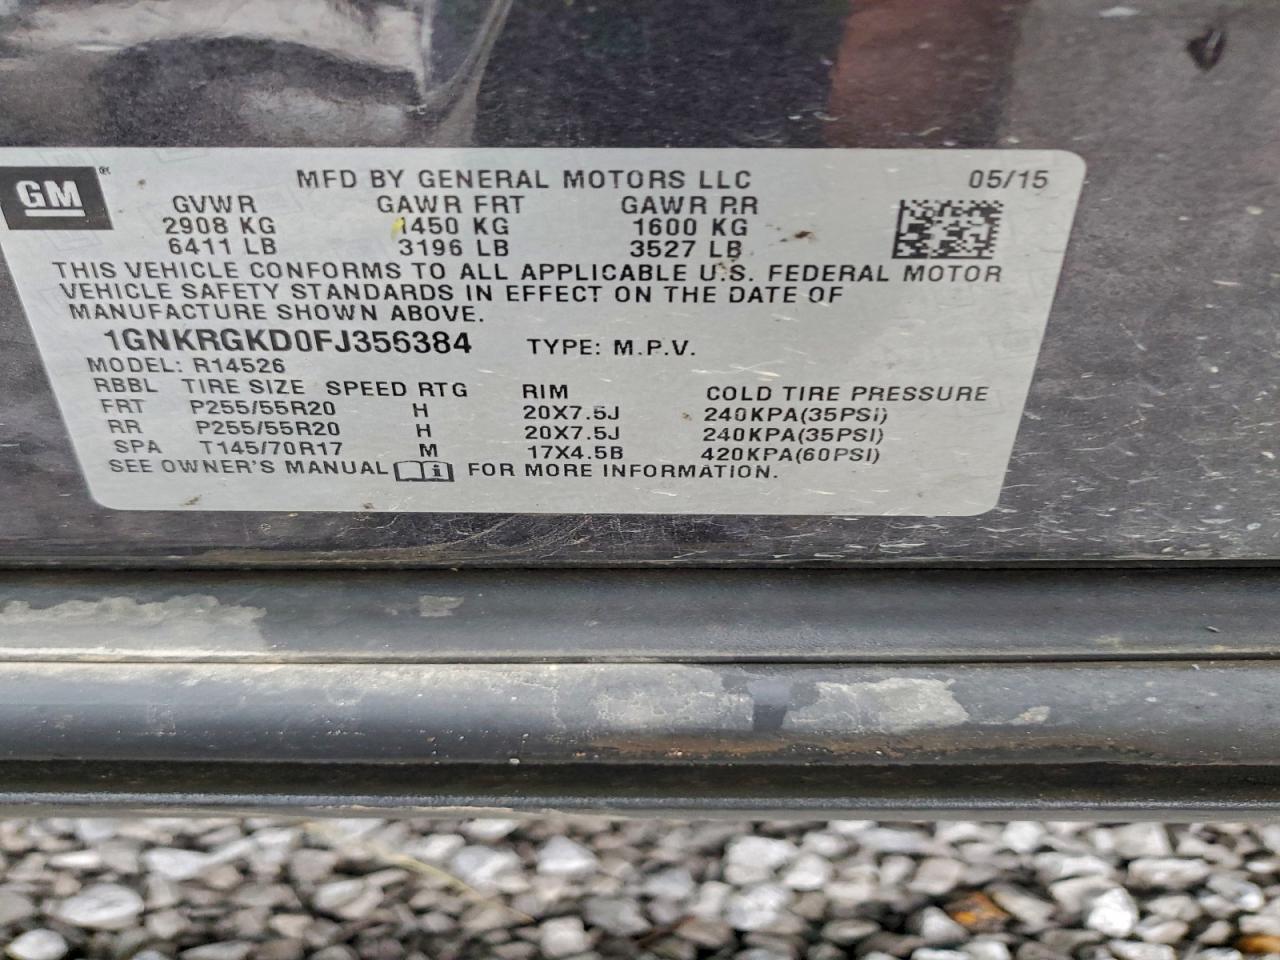 GM® MFD BY GENERAL MOTORS LLC 05/15
GVWR GAWR FRT GAWR RR
2908 KG 1450 KG 1600 KG
6411 LB 3196 LB 3527 LB
THIS VEHICLE CONFORMS TO ALL APPLICABLE U.S. FEDERAL MOTOR
VEHICLE SAFETY STANDARDS IN EFFECT ON THE DATE OF
MANUFACTURE SHOWN ABOVE.
1GNKRGKD0FJ356384 TYPE: M.P.V.
MODEL: R14526
RBBL TIRE SIZE SPEED RTG RIM COLD TIRE PRESSURE
FRT P255/55R20 H 20X7.5J 240KPA(35PSI)
RR P255/55R20 H 20X7.5J 240KPA(35PSI)
SPA T145/70R17 M 17X4.5B 420KPA(60PSI)
SEE OWNER'S MANUAL i FOR MORE INFORMATION.